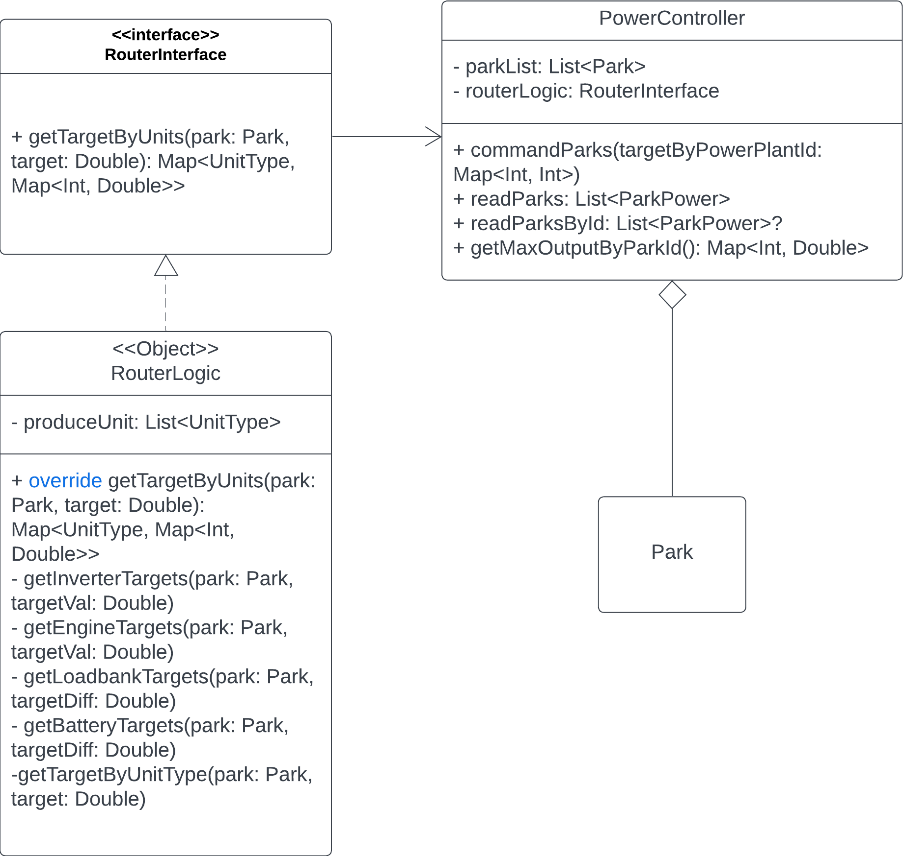 <<interface>>
RouterInterface
+ getTargetByUnits(park: Park,
target: Double): Map<UnitType,
Map<Int, Double>>
PowerController
- parkList: List<Park>
- routerLogic: RouterInterface
+ commandParks(targetByPowerPlantId:
Map<Int, Int>)
+ readParks: List<ParkPower>
+ readParksById: List<ParkPower>?
+ getMaxOutputByParkId(): Map<Int, Double>
<<Object>>
RouterLogic
- produceUnit: List<UnitType>
+ override getTargetByUnits(park:
Park, target: Double):
Map<UnitType, Map<Int,
Double>>
- getInverterTargets(park: Park,
targetVal: Double)
- getEngineTargets(park: Park,
targetVal: Double)
- getLoadbankTargets(park: Park,
targetDiff: Double)
- getBatteryTargets(park: Park,
targetDiff: Double)
-getTargetByUnitType(park: Park,
target: Double)
Park